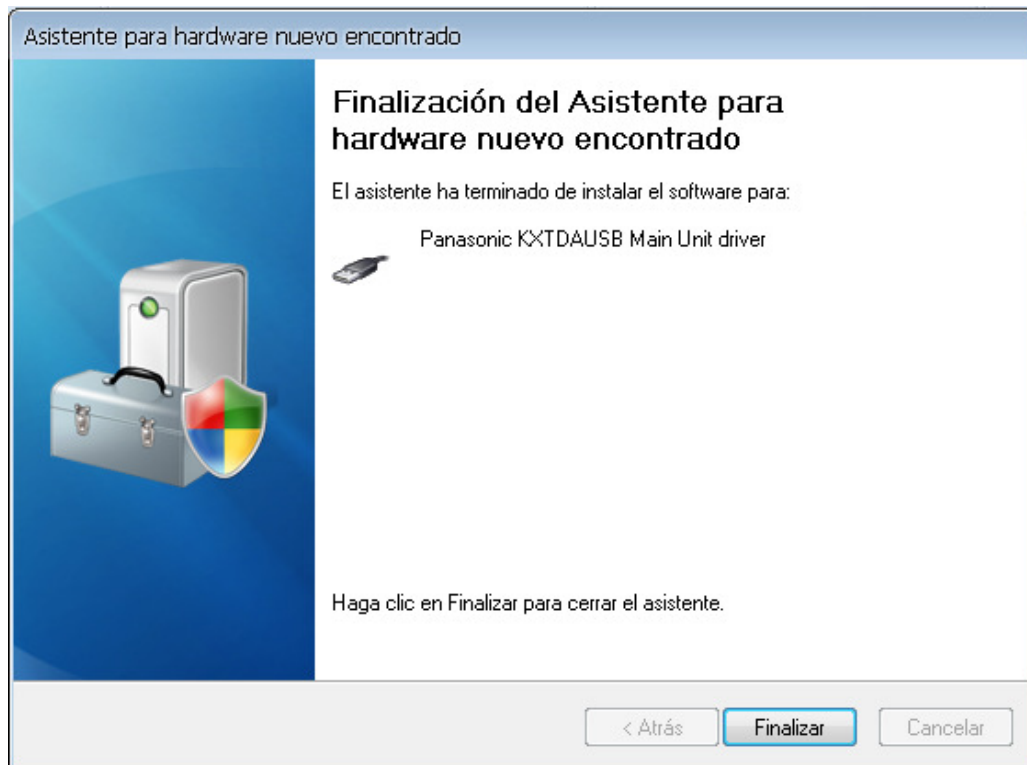 Asistente para hardware nuevo encontrado
Finalización del Asistente para
hardware nuevo encontrado
El asistente ha terminado de instalar el software para:
Panasonic KXTDAUSB Main Unit driver
Haga clic en Finalizar para cerrar el asistente.
< Atrás
Finalizar
Cancelar